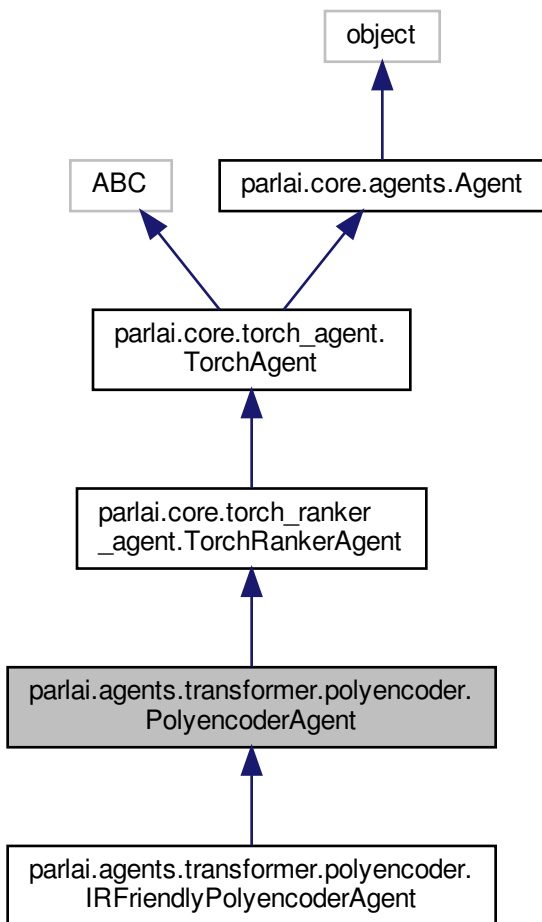 object
ABC
parlai.core.agents.Agent
parlai.core.torch_agent.
TorchAgent
parlai.core.torch_ranker
_agent.TorchRankerAgent
parlai.agents.transformer.polyencoder.
PolyencoderAgent
parlai.agents.transformer.polyencoder.
IRFriendlyPolyencoderAgent